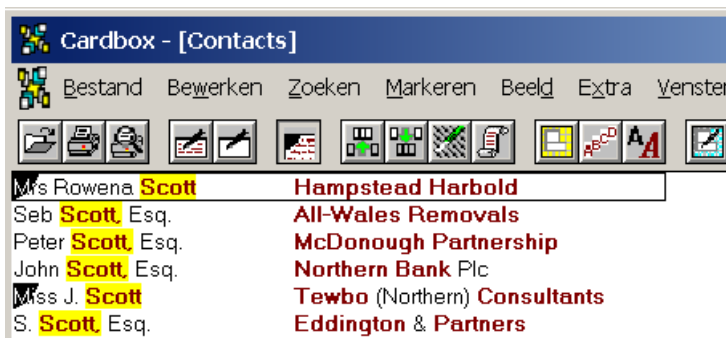 Cardbox - [Contacts]
Bestand Bewerken Zoeken Markeren Beeld Extra Venster
Mrs Rowena Scott Hampstead Harbold
Seb Scott, Esq. All-Wales Removals
Peter Scott, Esq. McDonough Partnership
John Scott, Esq. Northern Bank Plc
Miss J. Scott Tewbo (Northern) Consultants
S. Scott, Esq. Eddington & Partners